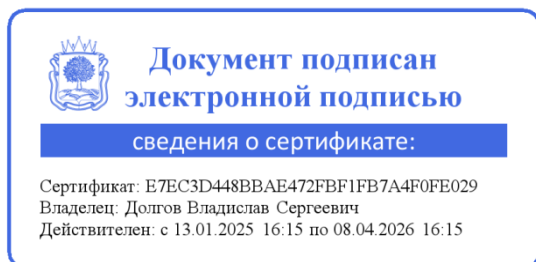 Документ подписан
электронной подписью
сведения о сертификате:
Сертификат: E7EC3D448BBAE472FBF1FB7A4F0FE029
Владелец: Долгов Владислав Сергеевич
Действителен: с 13.01.2025 16:15 по 08.04.2026 16:15